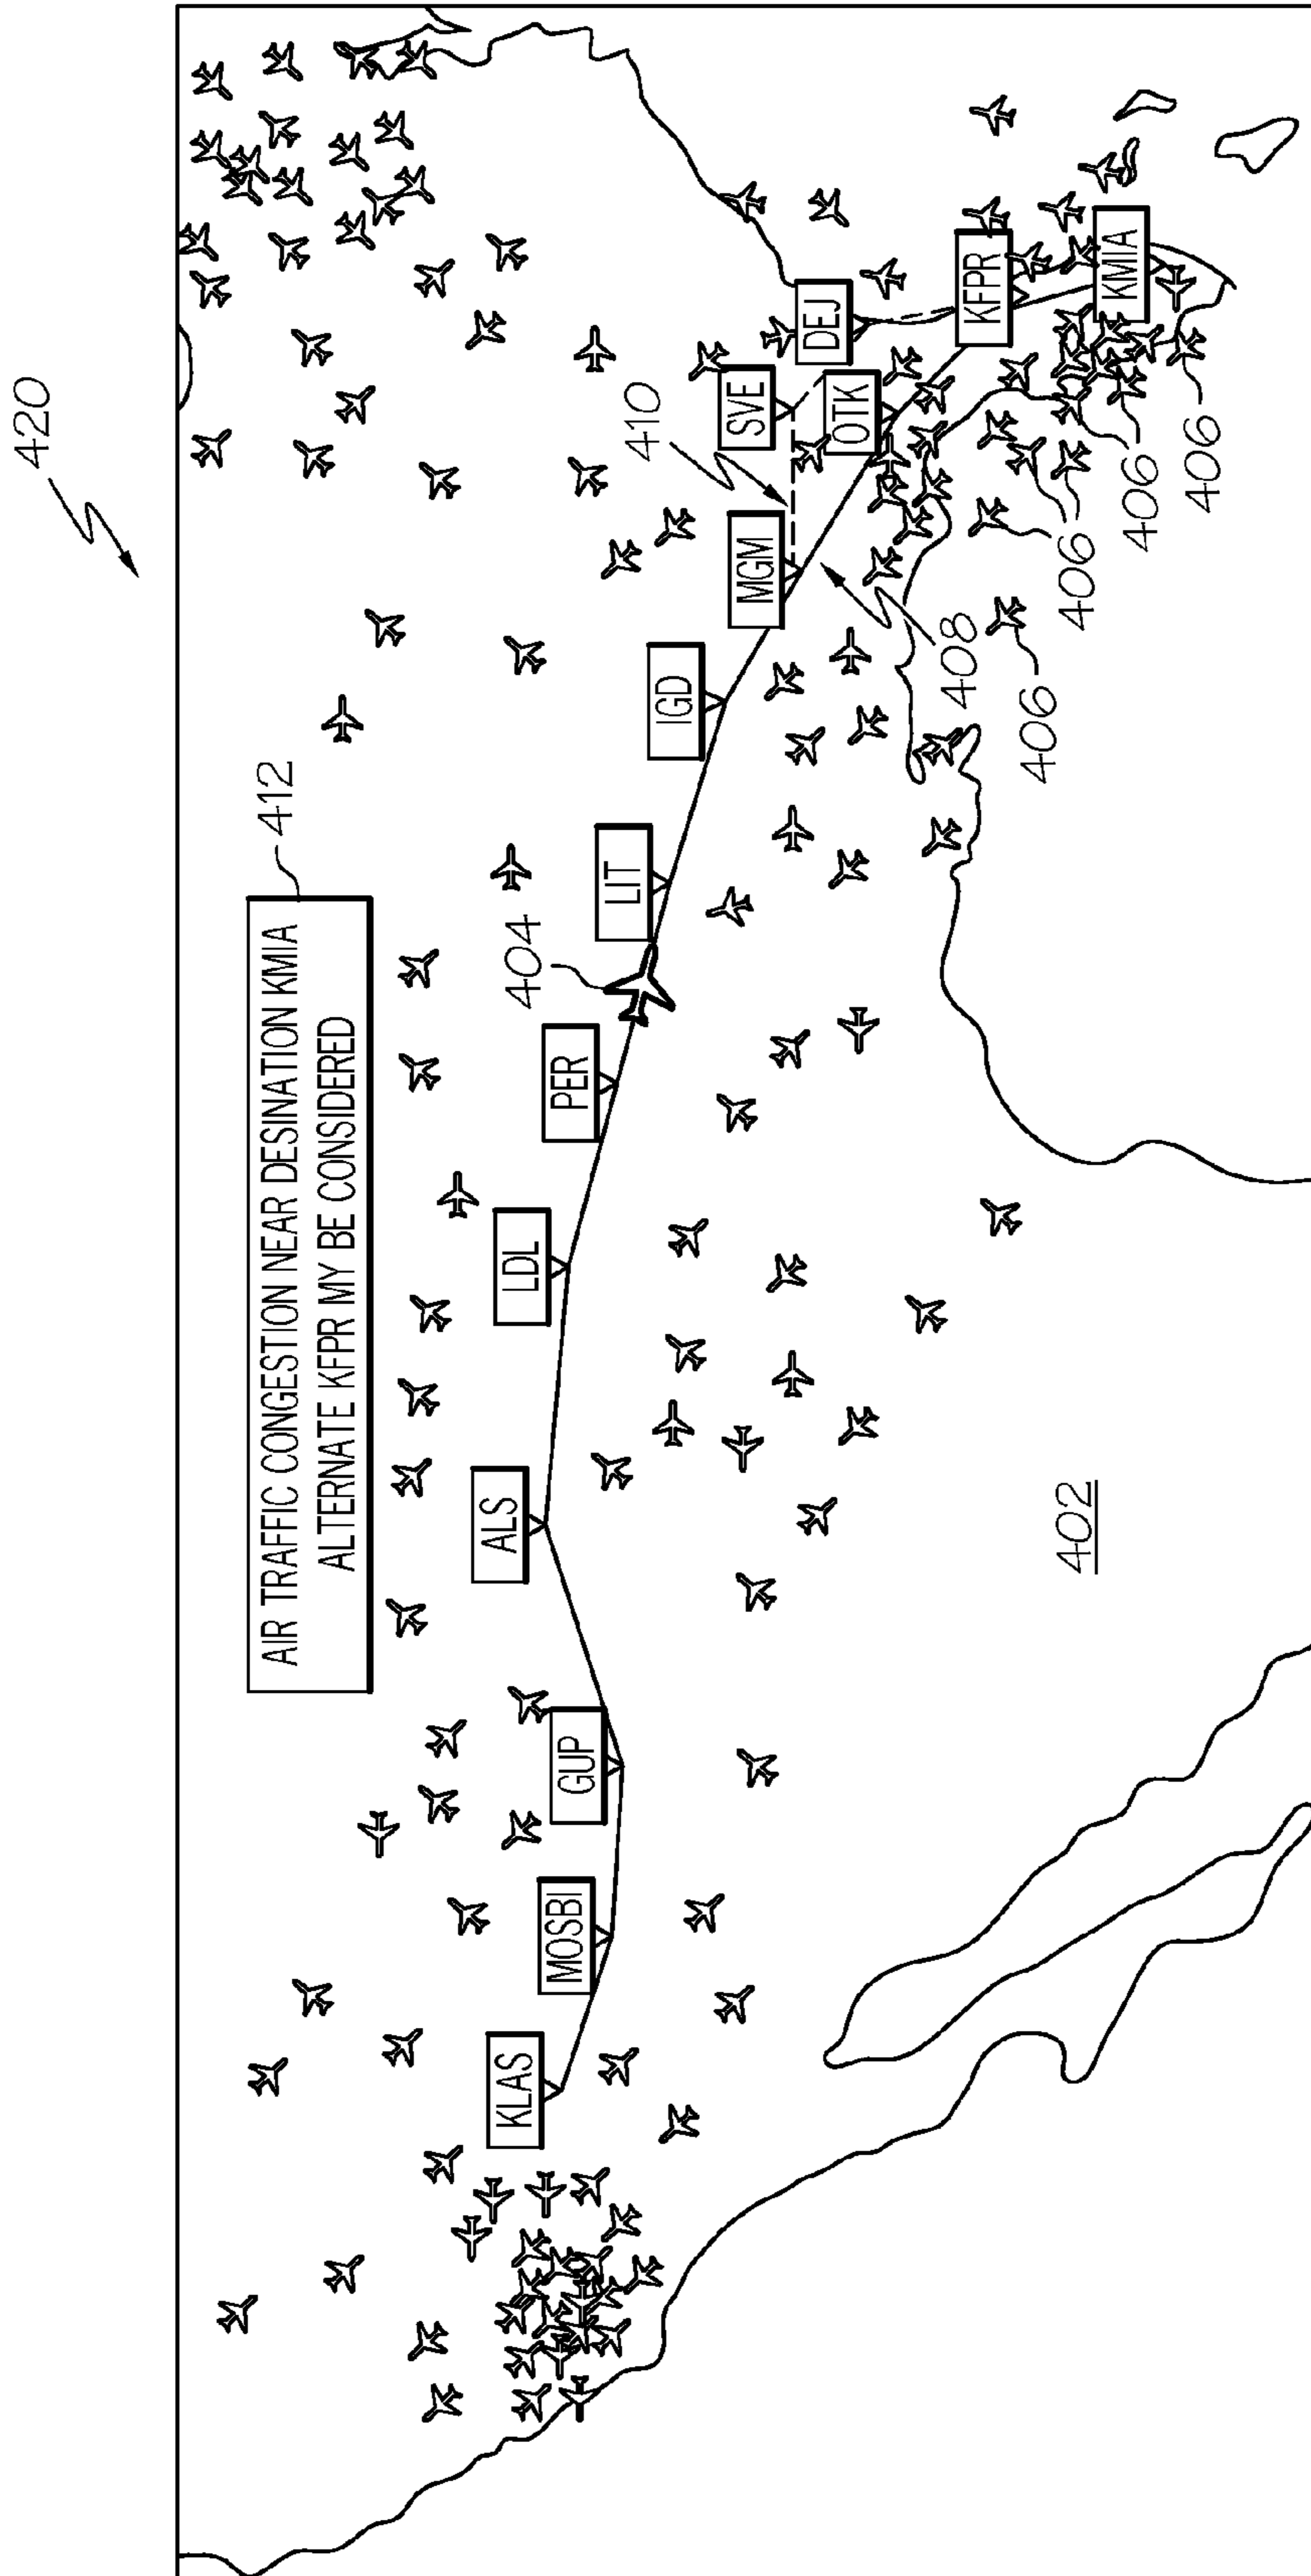 420
AIR TRAFFIC CONGESTION NEAR DESINATION KMIA
ALTERNATE KFPR MY BE CONSIDERED
412
KLAS
MOSBI
GUP
ALS
LDL
PER
404
LIT
IGD
MGM
410
SVE
DEJ
OTK
KFPR
KMIA
408
406
406
406
406
402